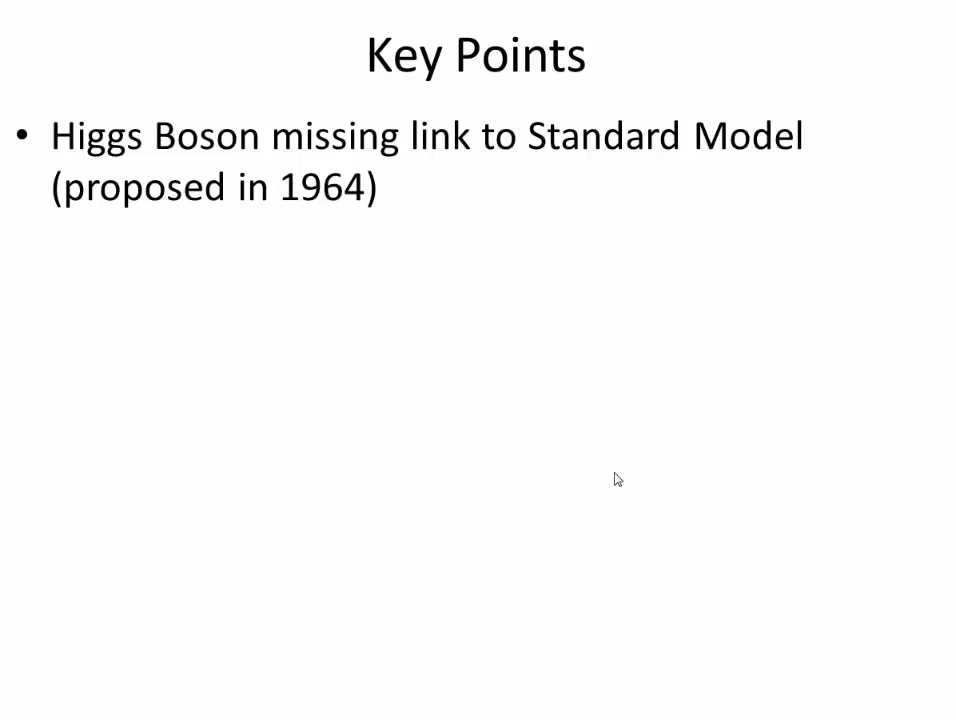 Key Points
• Higgs Boson missing link to Standard Model
(proposed in 1964)